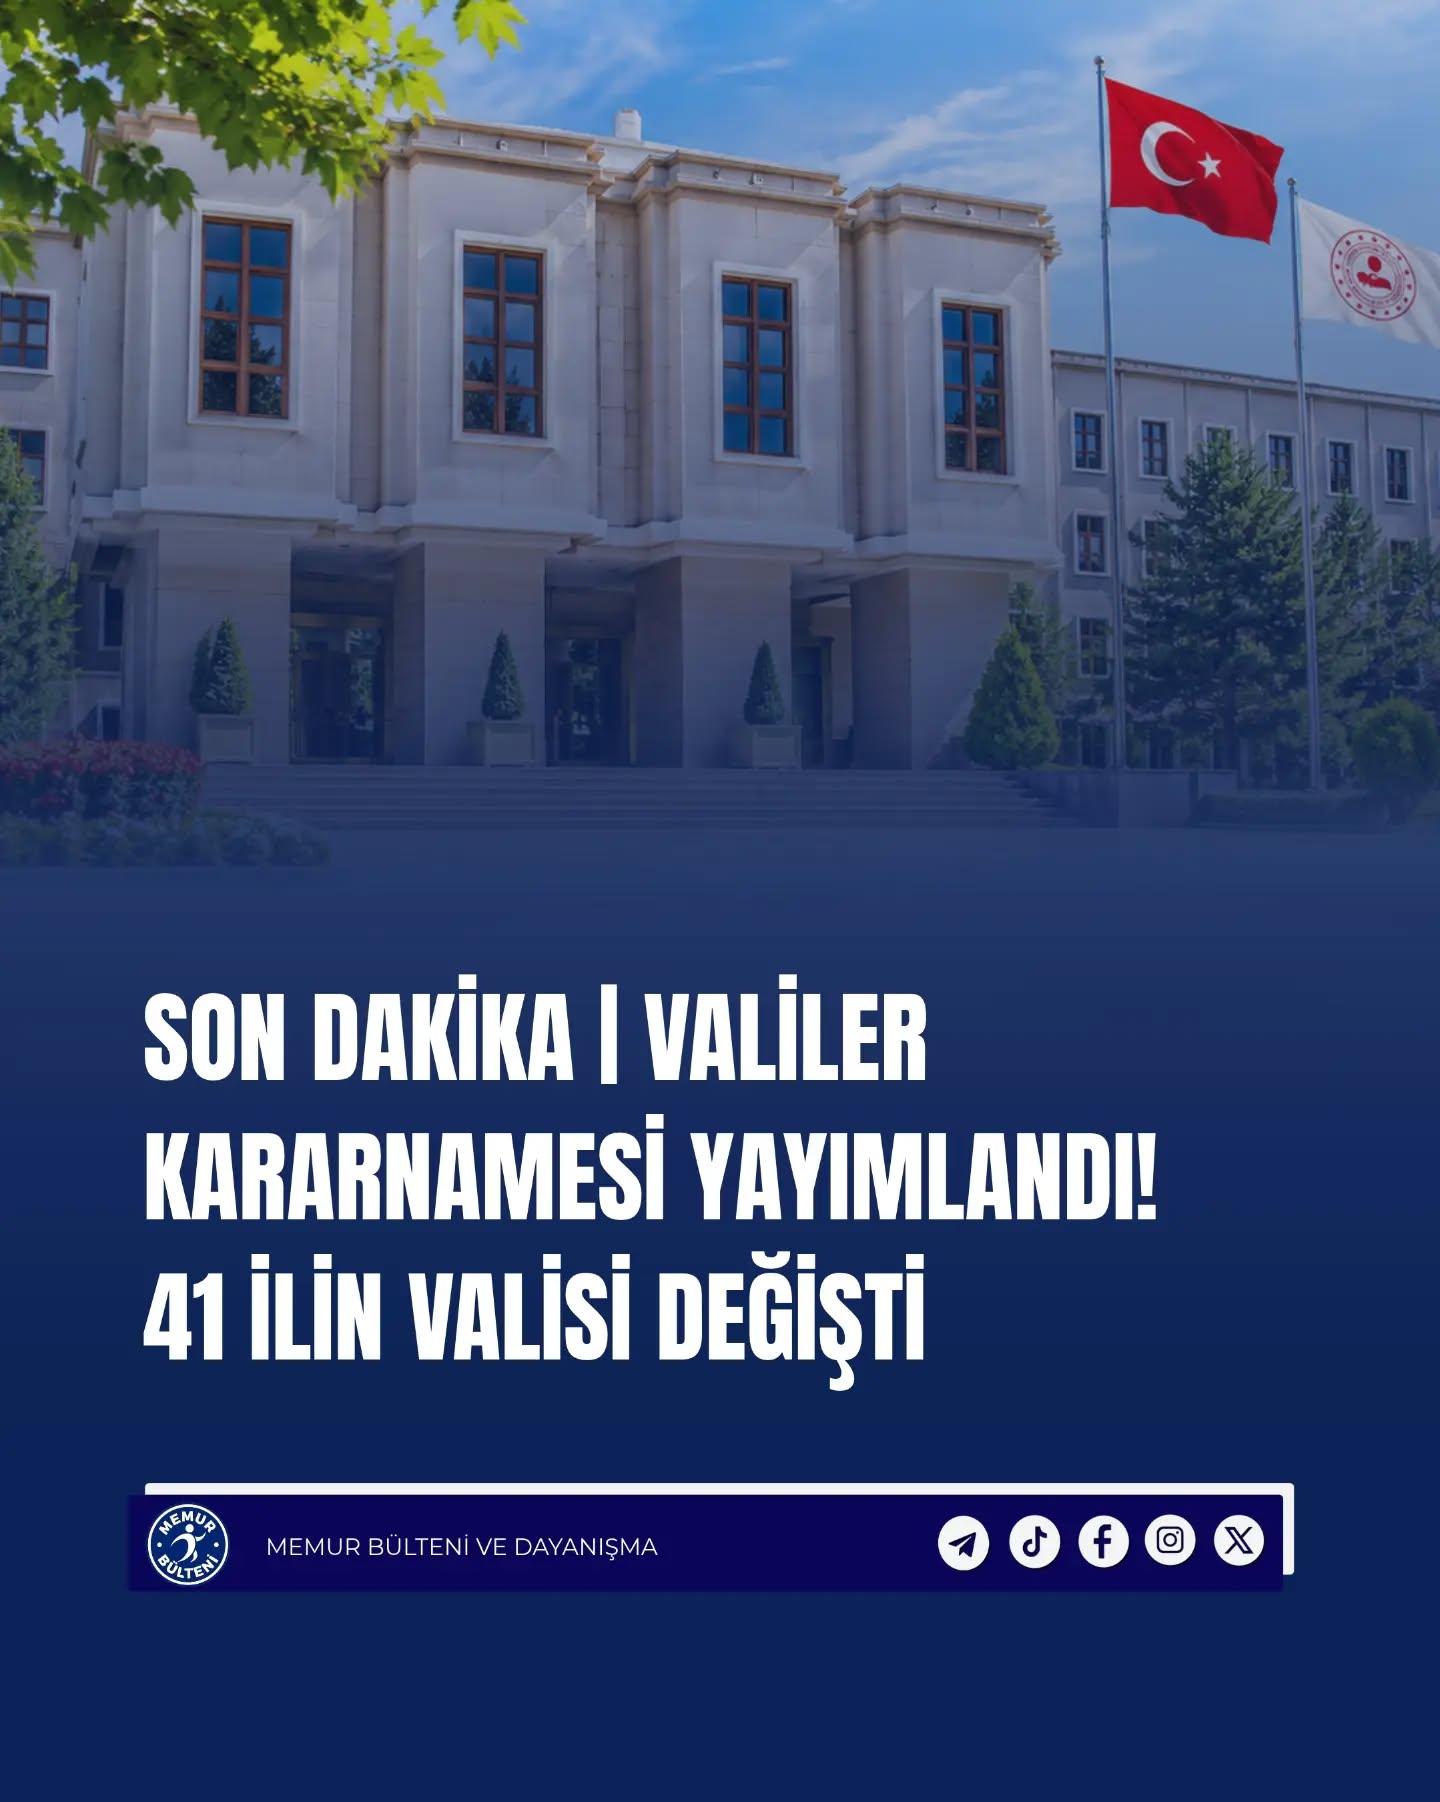 SON DAKİKA | VALİLER
KARARNAMESİ YAYIMLANDI!
41 İLİN VALİSİ DEĞİŞTİ
MEMUR
BÜLTENİ
MEMUR BÜLTENİ VE DAYANIŞMA